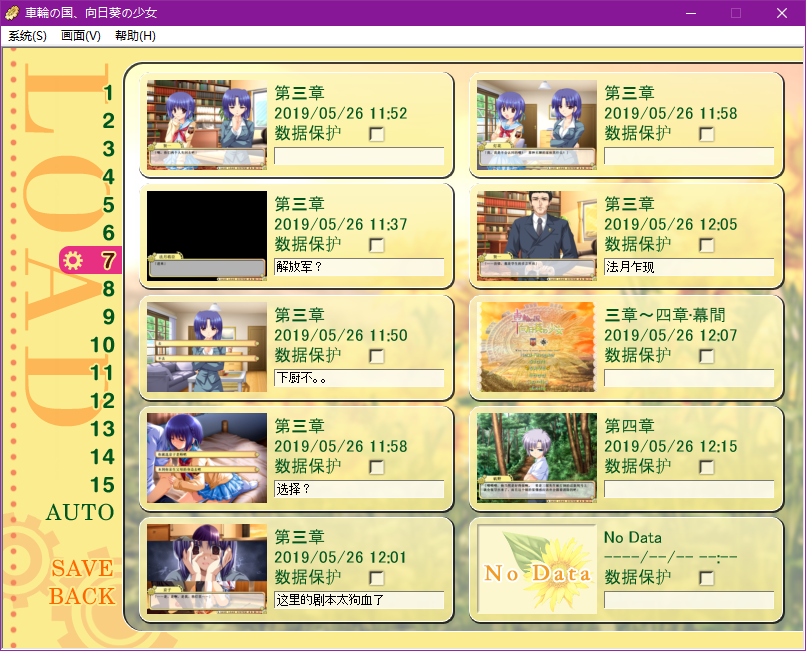 車輪の国、向日葵の少女
系统(S) 画面(V) 帮助(H)
LOAD
1
2
3
4
5
6
7
8
9
10
11
12
13
14
15
AUTO
SAVE
BACK
第三章
2019/05/26 11:52
数据保护
第三章
2019/05/26 11:37
数据保护
解放军？
第三章
2019/05/26 11:50
数据保护
下厨不。。
第三章
2019/05/26 11:58
数据保护
选择？
第三章
2019/05/26 12:01
数据保护
这里的剧本太狗血了
第三章
2019/05/26 11:58
数据保护
第三章
2019/05/26 12:05
数据保护
法月乍现
三章～四章·幕間
2019/05/26 12:07
数据保护
第四章
2019/05/26 12:15
数据保护
No Data
No Data
----/--/-- --:--
数据保护